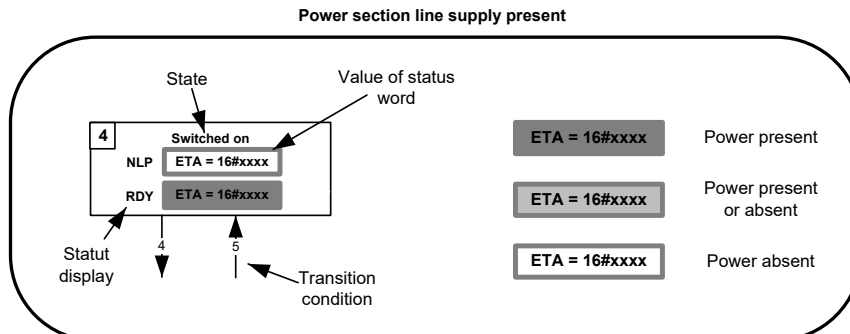 Power section line supply present
State
Value of status
word
4
Switched on
NLP
ETA = 16#xxxx
RDY
ETA = 16#xxxx
Statut
display
4
5
Transition
condition
ETA = 16#xxxx
Power present
ETA = 16#xxxx
Power present
or absent
ETA = 16#xxxx
Power absent